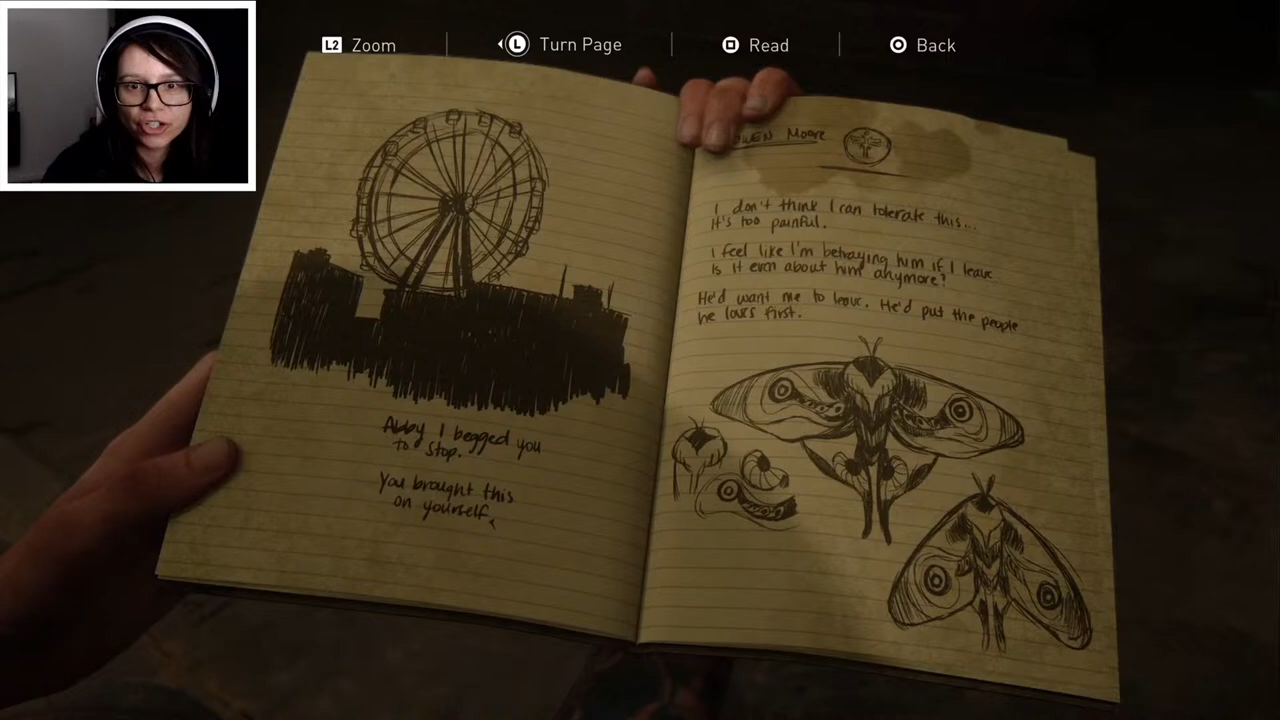 L2 Zoom
L Turn Page
Read
Back
Abby I begged you
to stop.
You brought this
on yourself.
OWEN Moore
I don't think I can tolerate this...
it's too painful.
I feel like I'm betraying him if I leave
Is it even about him anymore?
He'd want me to leave. He'd put the people
he loves first.